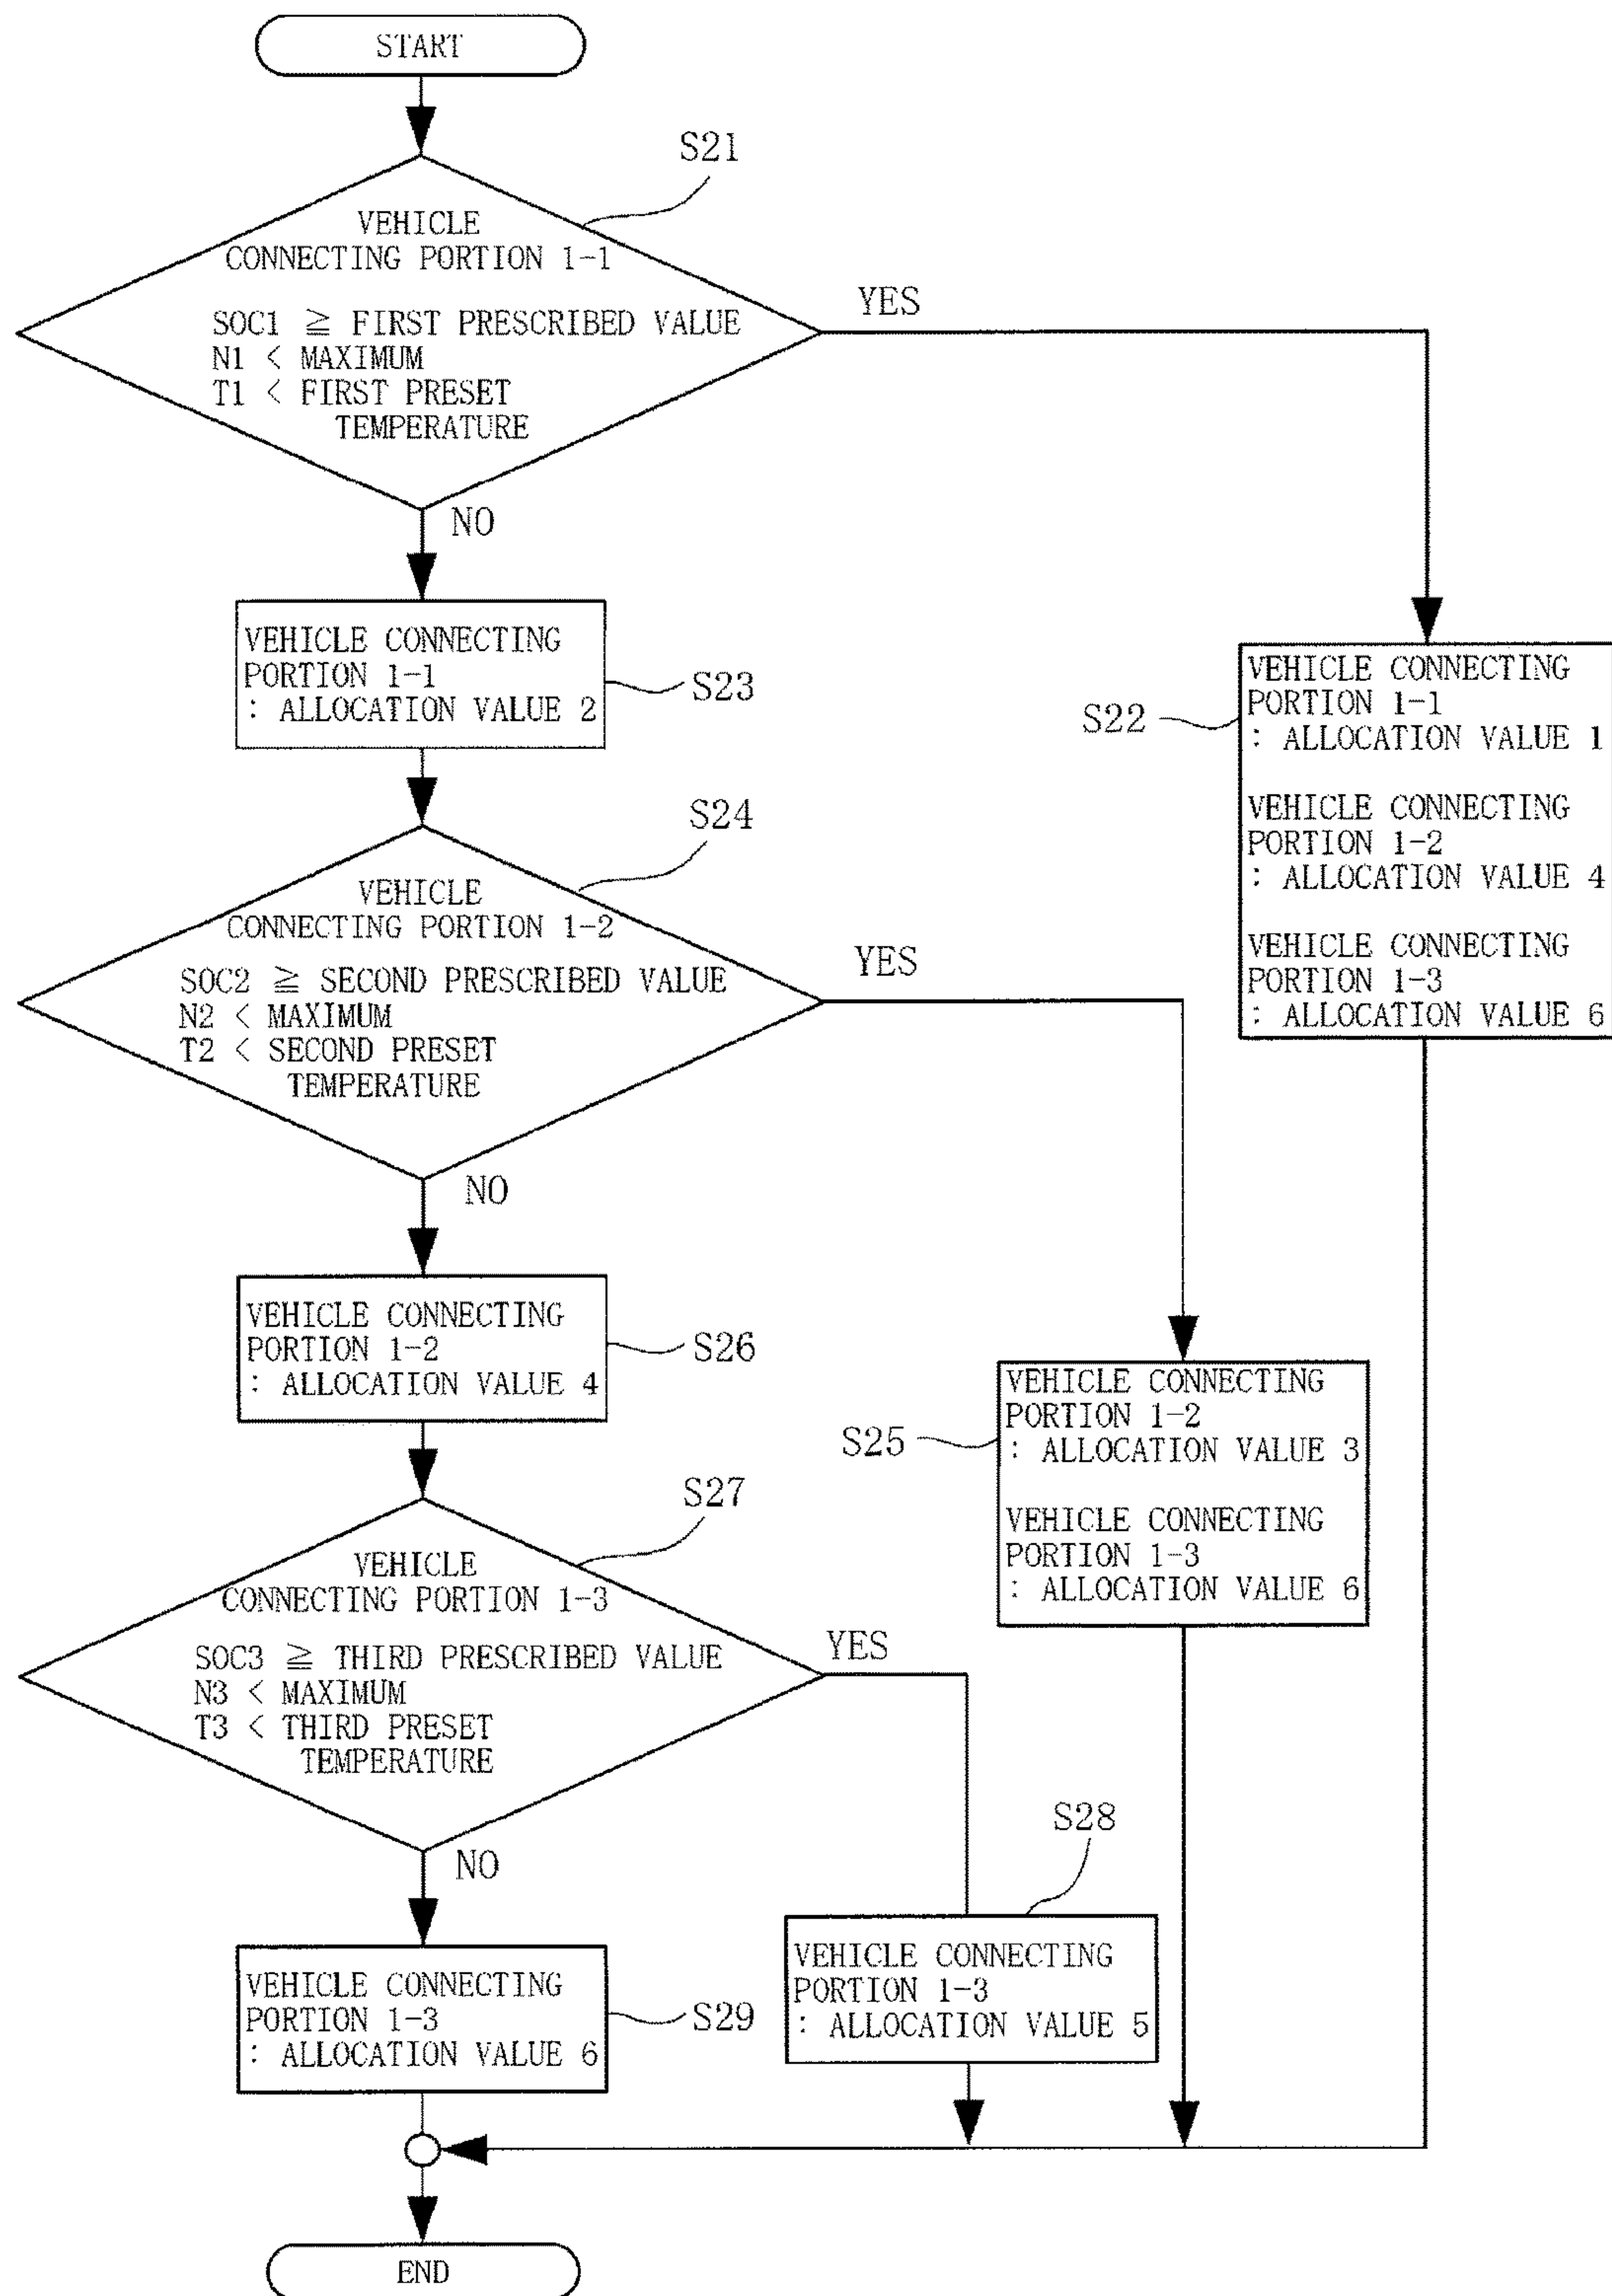 START
S21
VEHICLE
CONNECTING PORTION 1-1
SOC1 ≧ FIRST PRESCRIBED VALUE
N1 < MAXIMUM
T1 < FIRST PRESET
TEMPERATURE
YES
NO
VEHICLE CONNECTING
PORTION 1-1
: ALLOCATION VALUE 2
S23
S22
VEHICLE CONNECTING
PORTION 1-1
: ALLOCATION VALUE 1
VEHICLE CONNECTING
PORTION 1-2
: ALLOCATION VALUE 4
VEHICLE CONNECTING
PORTION 1-3
: ALLOCATION VALUE 6
S24
VEHICLE
CONNECTING PORTION 1-2
SOC2 ≧ SECOND PRESCRIBED VALUE
N2 < MAXIMUM
T2 < SECOND PRESET
TEMPERATURE
YES
NO
VEHICLE CONNECTING
PORTION 1-2
: ALLOCATION VALUE 4
S26
S25
VEHICLE CONNECTING
PORTION 1-2
: ALLOCATION VALUE 3
VEHICLE CONNECTING
PORTION 1-3
: ALLOCATION VALUE 6
S27
VEHICLE
CONNECTING PORTION 1-3
SOC3 ≧ THIRD PRESCRIBED VALUE
N3 < MAXIMUM
T3 < THIRD PRESET
TEMPERATURE
YES
NO
S28
VEHICLE CONNECTING
PORTION 1-3
: ALLOCATION VALUE 5
VEHICLE CONNECTING
PORTION 1-3
: ALLOCATION VALUE 6
S29
END